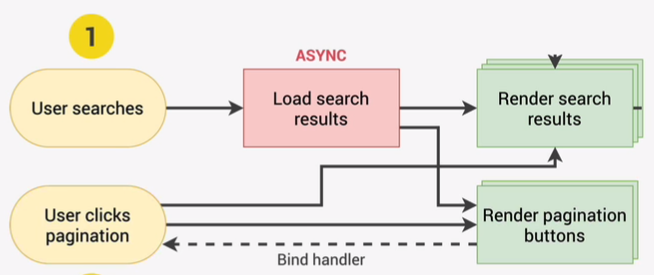 1
ASYNC
User searches
Load search
results
Render search
results
User clicks
pagination
Render pagination
buttons
Bind handler